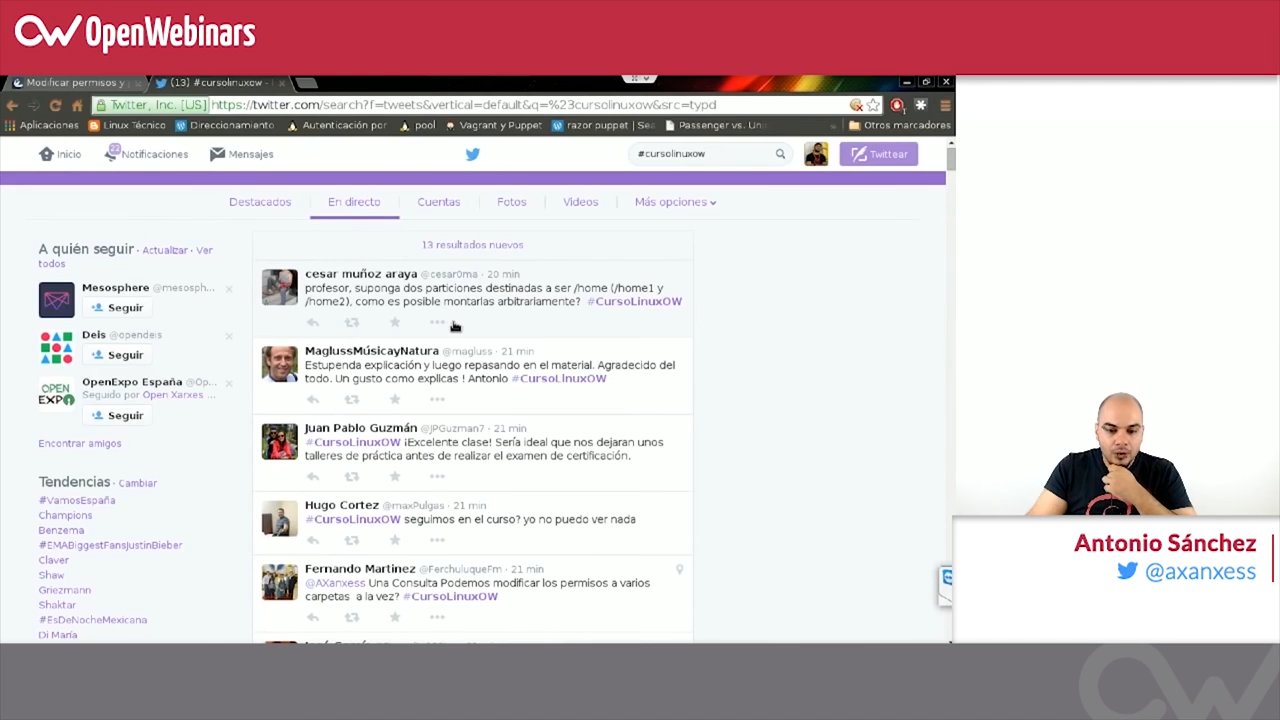 OpenWebinars
Modificar permisos y
(13) #cursolinuxow -
Twitter, Inc. [US] https://twitter.com/search?f=tweets&vertical=default&q=%23cursolinuxow&src=typd
Aplicaciones
Linux Técnico
Direccionamiento
Autenticación por
pool
Vagrant y Puppet
razor puppet | Sea
Passenger vs. Uni
Otros marcadores
Inicio
22
Notificaciones
Mensajes
#cursolinuxow
Twittear
Destacados
En directo
Cuentas
Fotos
Videos
Más opciones
A quién seguir · Actualizar · Ver
todos
Mesosphere @mesosph...
Seguir
Deis @opendeis
Seguir
OpenExpo España @Op...
Seguido por Open Xarxes ...
OPEN
EXPO
Seguir
Encontrar amigos
Tendencias · Cambiar
#VamosEspaña
Champions
Benzema
#EMABiggestFansJustinBieber
Claver
Shaw
Griezmann
Shaktar
#EsDeNocheMexicana
Di María
13 resultados nuevos
cesar muñoz araya @cesar0ma · 20 min
profesor, suponga dos particiones destinadas a ser /home (/home1 y
/home2), como es posible montarlas arbitrariamente? #CursoLinuxOW
MaglussMúsicayNatura @magluss · 21 min
Estupenda explicación y luego repasando en el material. Agradecido del
todo. Un gusto como explicas ! Antonio #CursoLinuxOW
Juan Pablo Guzmán @JPGuzman7 · 21 min
#CursoLinuxOW ¡Excelente clase! Sería ideal que nos dejaran unos
talleres de práctica antes de realizar el examen de certificación.
Hugo Cortez @maxPulgas · 21 min
#CursoLinuxOW seguimos en el curso? yo no puedo ver nada
Fernando Martinez @FerchuluqueFm · 21 min
@AXanxess Una Consulta Podemos modificar los permisos a varios
carpetas a la vez? #CursoLinuxOW
Antonio Sánchez
@axanxess